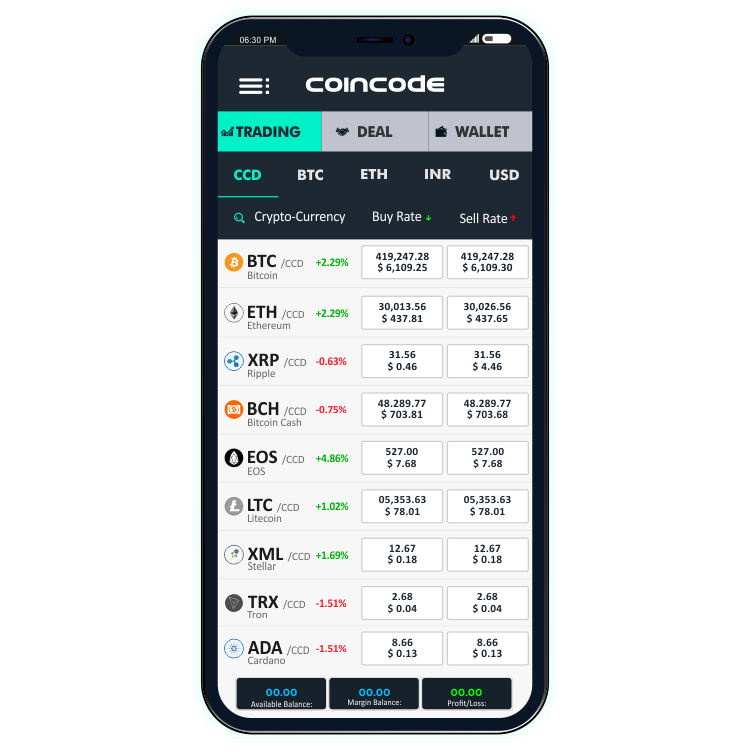 06:30 PM
COINCODE
TRADING DEAL WALLET
CCD BTC ETH INR USD
Crypto-Currency Buy Rate ↓ Sell Rate ↑
BTC /CCD +2.29% 419,247.28 419,247.28
Bitcoin $ 6,109.25 $ 6,109.30
ETH /CCD +2.29% 30,013.56 30,026.56
Ethereum $ 437.81 $ 437.65
XRP /CCD -0.63% 31.56 31.56
Ripple $ 0.46 $ 4.46
BCH /CCD -0.75% 48.289.77 48.289.77
Bitcoin Cash $ 703.81 $ 703.68
EOS /CCD +4.86% 527.00 527.00
EOS $ 7.68 $ 7.68
LTC /CCD +1.02% 05,353.63 05,353.63
Litecoin $ 78.01 $ 78.01
XML /CCD +1.69% 12.67 12.67
Stellar $ 0.18 $ 0.18
TRX /CCD -1.51% 2.68 2.68
Tron $ 0.04 $ 0.04
ADA /CCD -1.51% 8.66 8.66
Cardano $ 0.13 $ 0.13
00.00 00.00 00.00
Available Balance: Margin Balance: Profit/Loss: